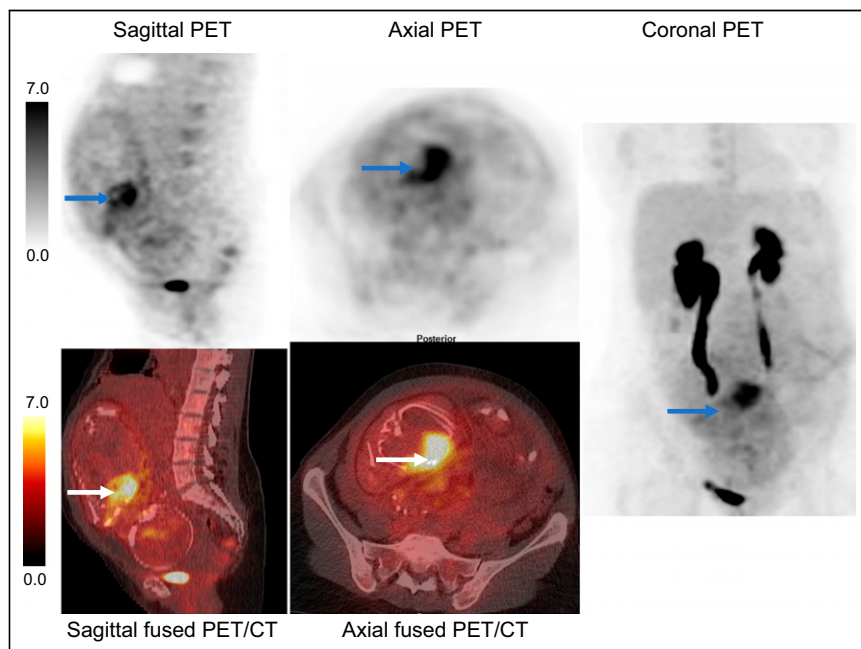 Sagittal PET
Axial PET
Coronal PET
7.0
0.0
Posterior
7.0
0.0
Sagittal fused PET/CT
Axial fused PET/CT